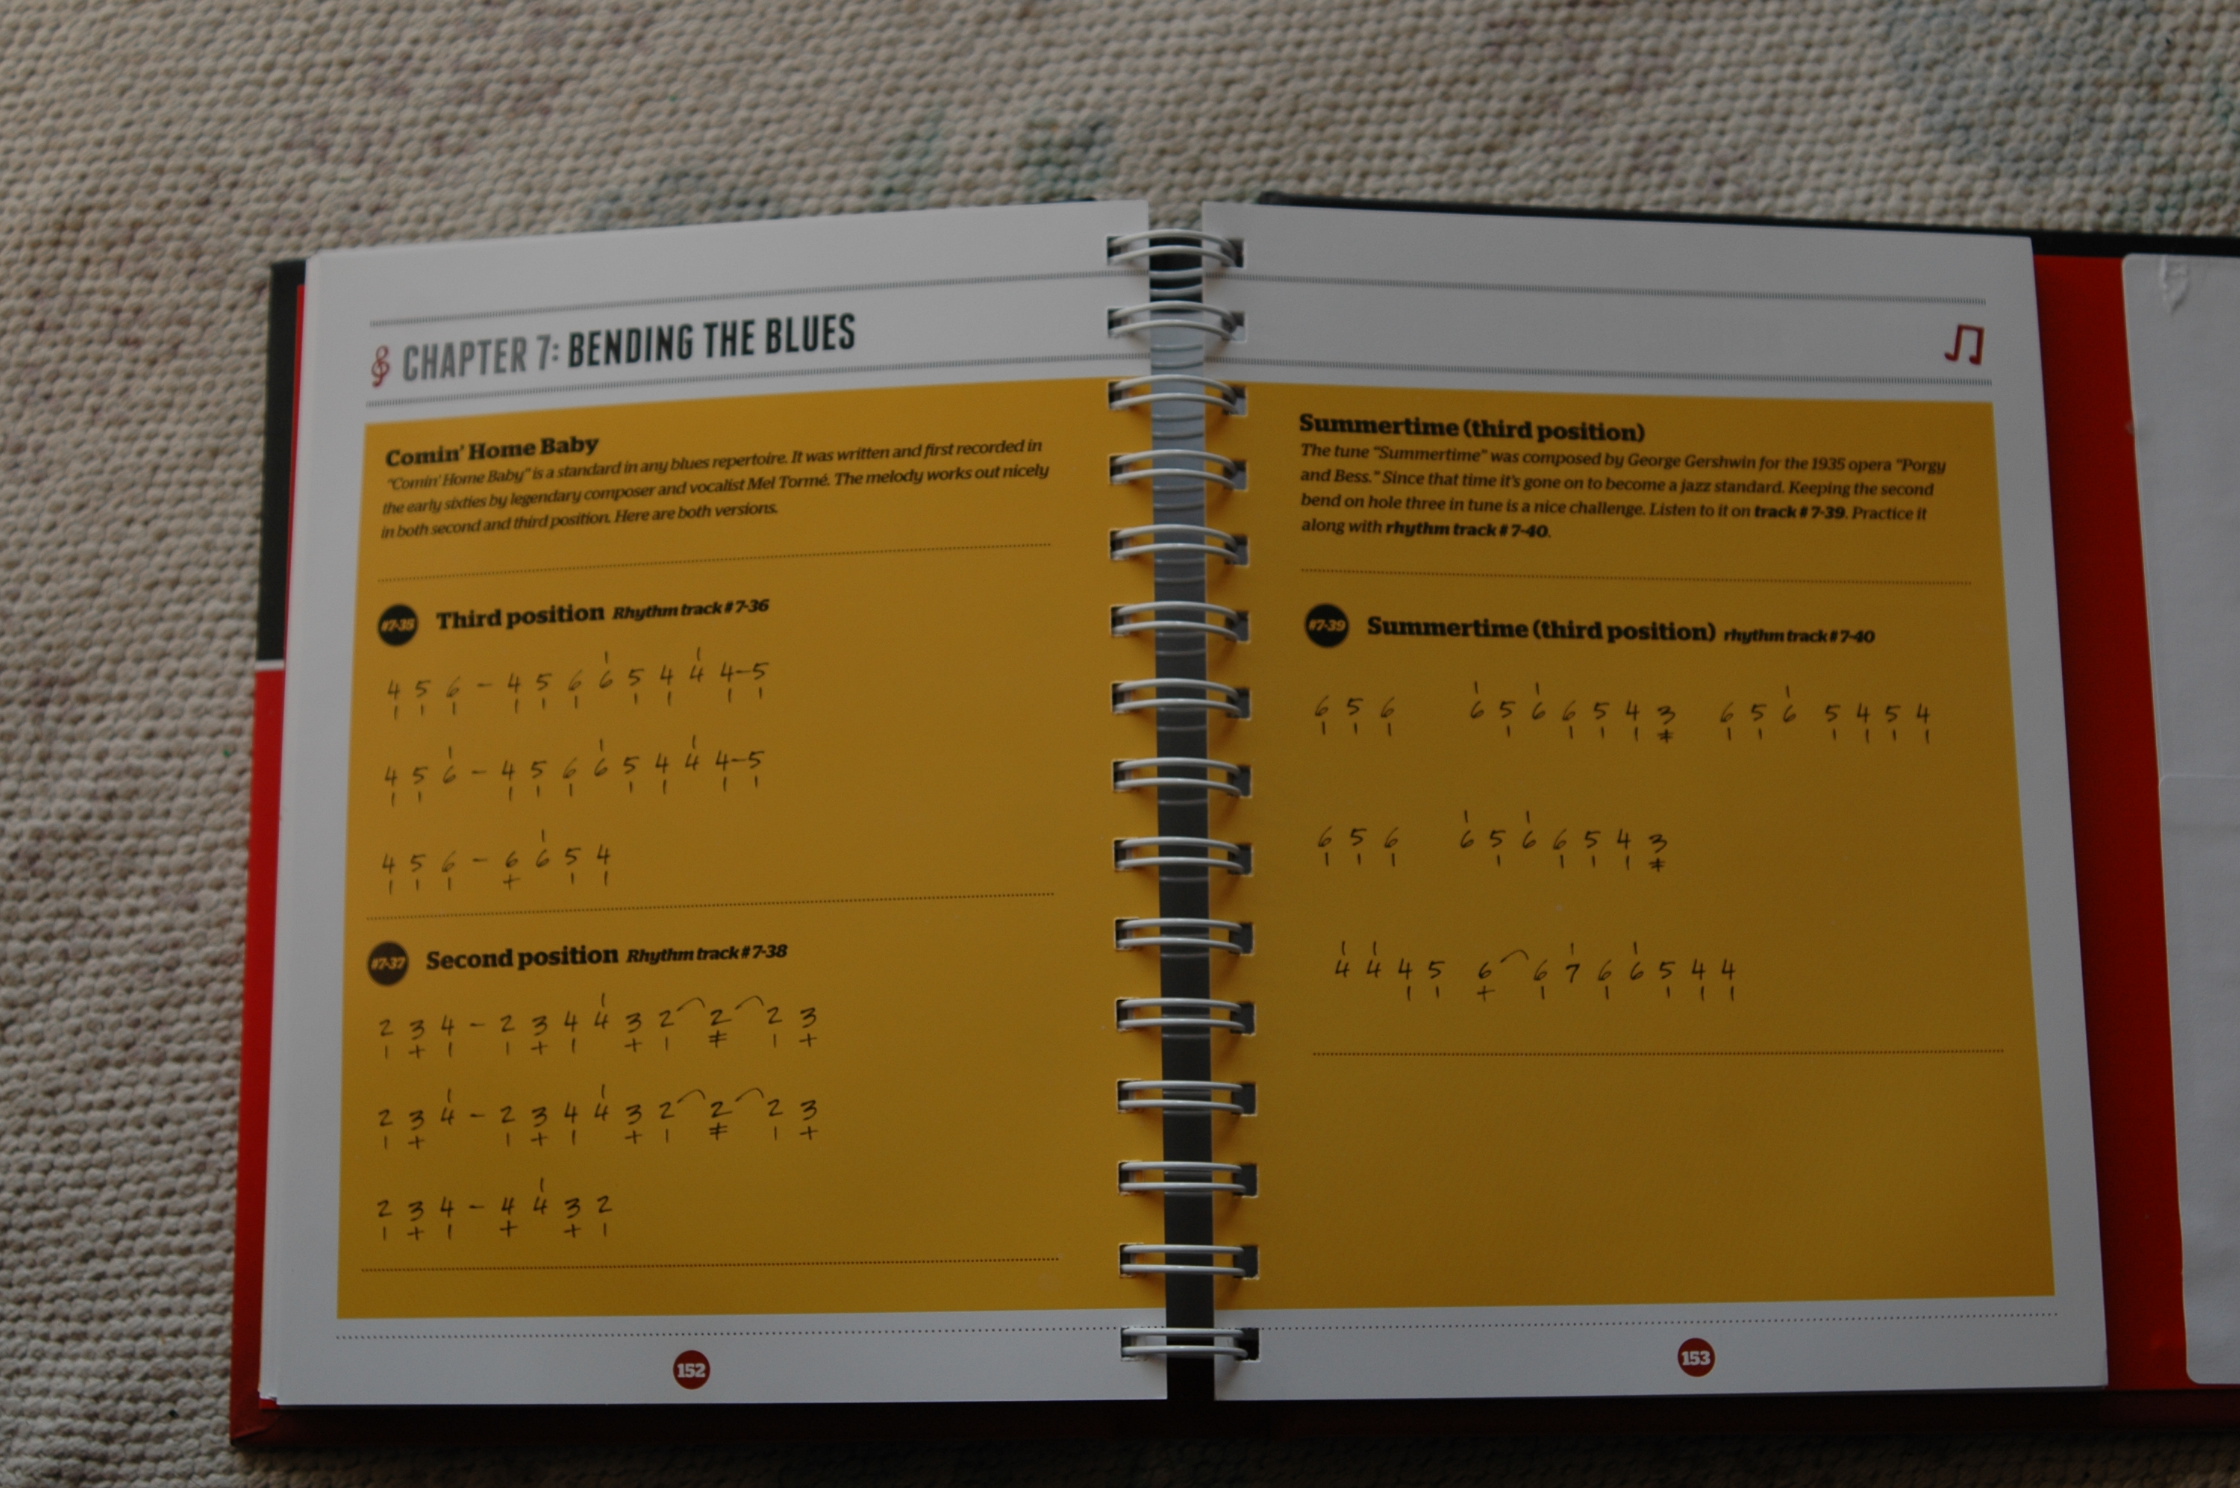 CHAPTER 7: BENDING THE BLUES
Comin' Home Baby
"Comin' Home Baby" is a standard in any blues repertoire. It was written and first recorded in
the early sixties by legendary composer and vocalist Mel Tormé. The melody works out nicely
in both second and third position. Here are both versions.
#7-35 Third position Rhythm track #7-36
4 5 6 – 4 5 6 6 5 4 4 4–5
4 5 6 – 4 5 6 6 5 4 4 4–5
4 5 6 – 6 6 5 4
#7-37 Second position Rhythm track #7-38
2 3 4 – 2 3 4 4 3 2 2 2 3
2 3 4 – 2 3 4 4 3 2 2 2 3
2 3 4 – 4 4 3 2
152
Summertime (third position)
The tune "Summertime" was composed by George Gershwin for the 1935 opera "Porgy
and Bess." Since that time it's gone on to become a jazz standard. Keeping the second
bend on hole three in tune is a nice challenge. Listen to it on track # 7-39. Practice it
along with rhythm track # 7-40.
#7-39 Summertime (third position) rhythm track #7-40
6 5 6 6 5 6 6 5 4 3 6 5 6 5 4 5 4
6 5 6 6 5 6 6 5 4 3
4 4 4 5 6 6 7 6 6 5 4 4
153